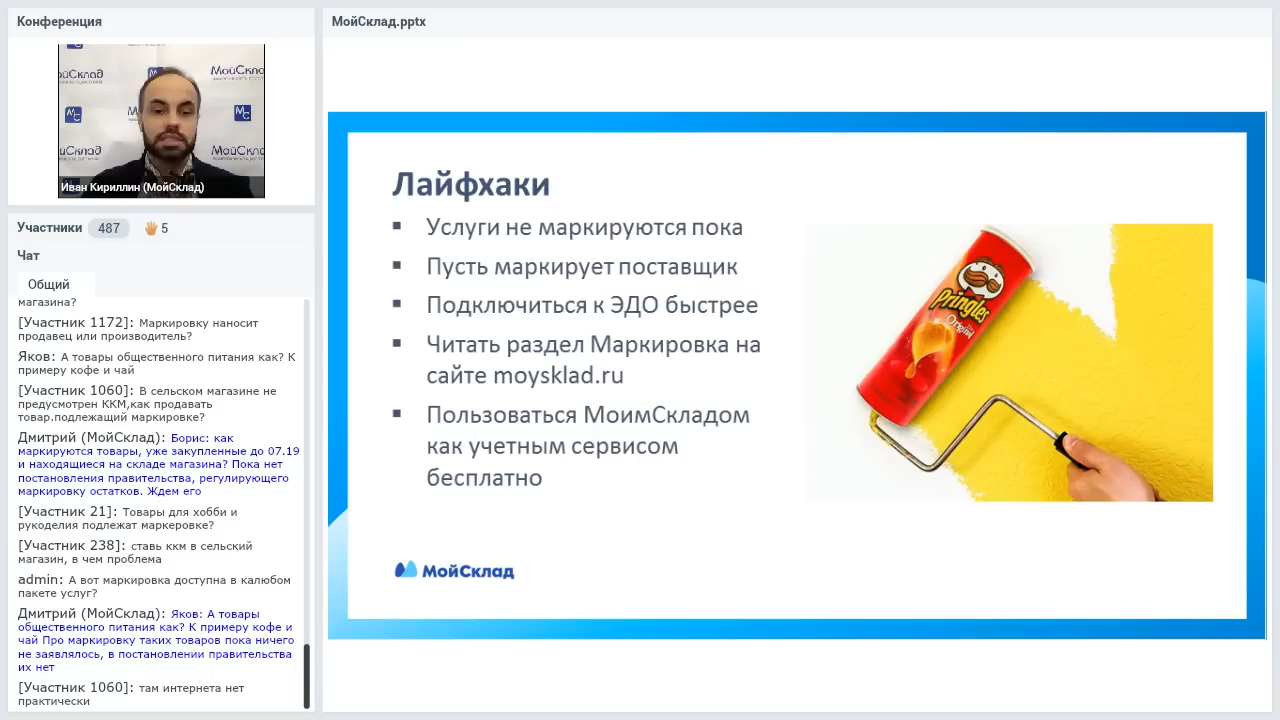 Конференция
МойСклад
МойСклад
МС
МС
МойСклад
МойСклад
Иван Кириллин (МойСклад)
Участники 487 5
Чат
Общий
магазина?
[Участник 1172]: Маркировку наносит
продавец или производитель?
Яков: А товары общественного питания как? К
примеру кофе и чай
[Участник 1060]: В сельском магазине не
предусмотрен ККМ,как продавать
товар.подлежащий маркировке?
Дмитрий (МойСклад): Борис: как
маркируются товары, уже закупленные до 07.19
и находящиеся на складе магазина? Пока нет
постановления правительства, регулирующего
маркировку остатков. Ждем его
[Участник 21]: Товары для хобби и
рукоделия подлежат маркеровке?
[Участник 238]: ставь ккм в сельский
магазин, в чем проблема
admin: А вот маркировка доступна в калюбом
пакете услуг?
Дмитрий (МойСклад): Яков: А товары
общественного питания как? К примеру кофе и
чай Про маркировку таких товаров пока ничего
не заявлялось, в постановлении правительства
их нет
[Участник 1060]: там интернета нет
практически
МойСклад.pptx
Лайфхаки
▪ Услуги не маркируются пока
▪ Пусть маркирует поставщик
▪ Подключиться к ЭДО быстрее
▪ Читать раздел Маркировка на
сайте moysklad.ru
▪ Пользоваться МоимСкладом
как учетным сервисом
бесплатно
Pringles
Original
МойСклад